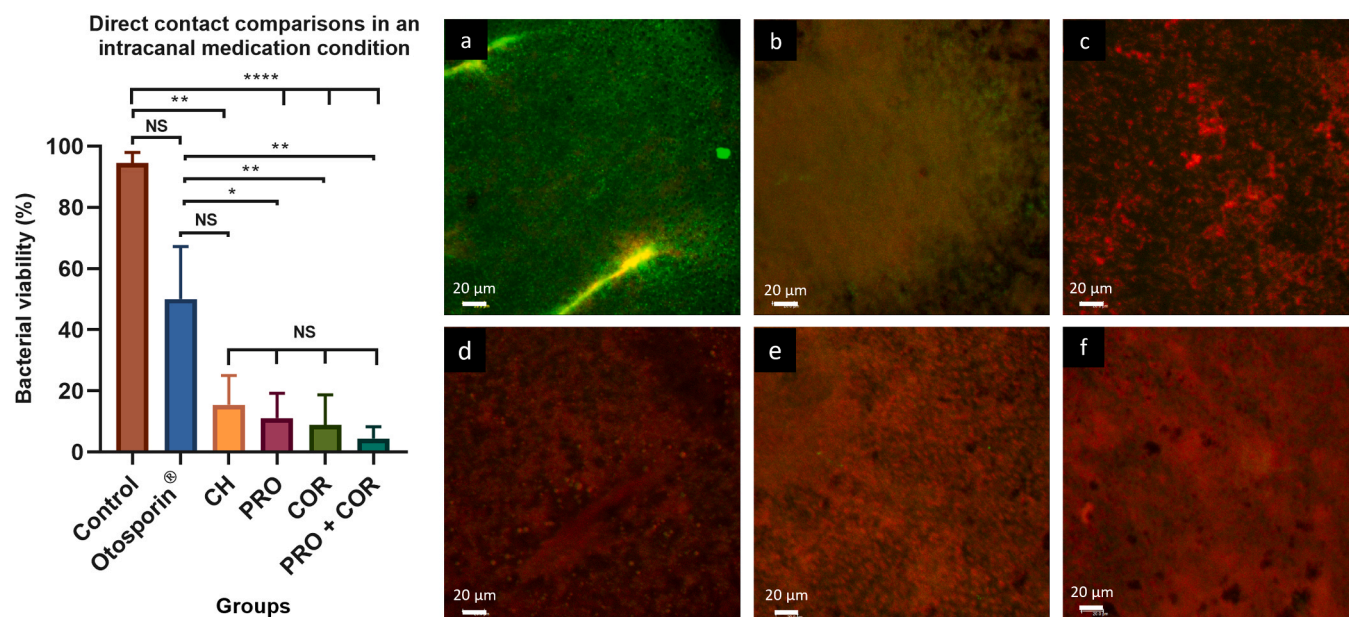 Direct contact comparisons in an
intracanal medication condition
****
**
NS
**
**
*
NS
NS
Bacterial viability (%)
100
80
60
40
20
0
Control
Otosporin®
CH
PRO
COR
PRO + COR
Groups
a
20 µm
b
20 µm
c
20 µm
d
20 µm
e
20 µm
f
20 µm